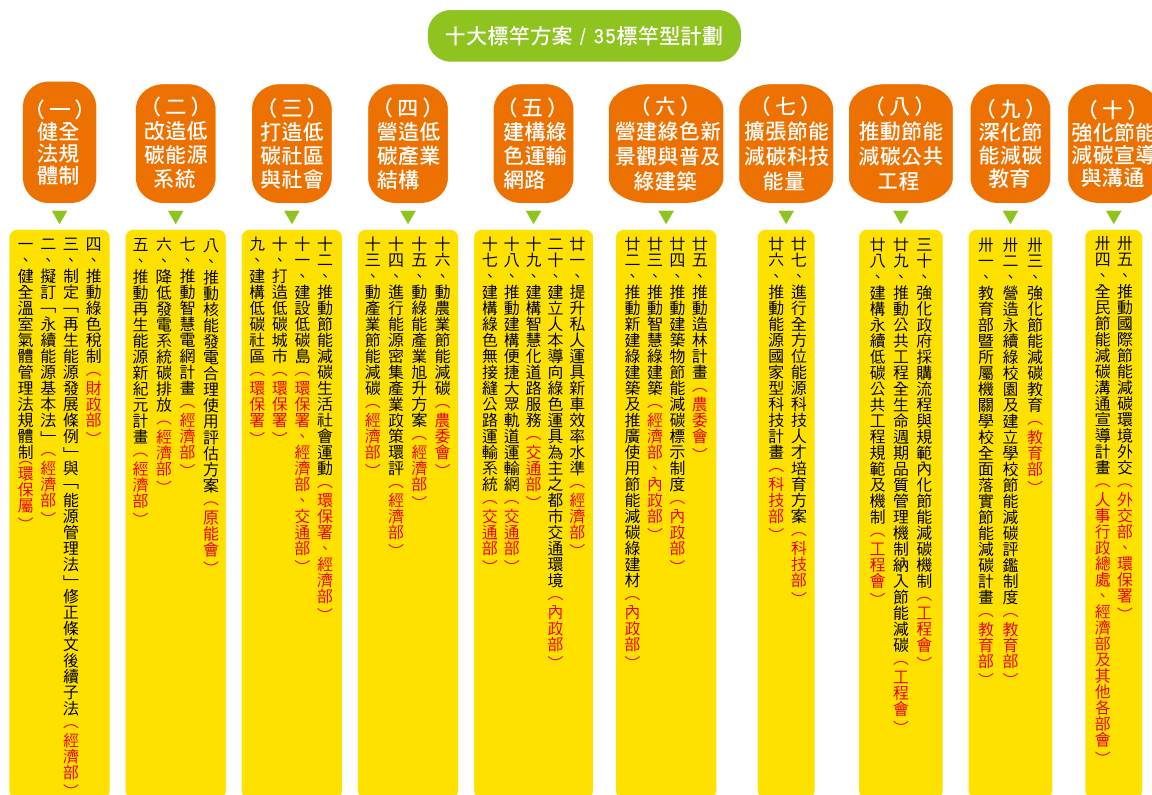 十大標竿方案 / 35標竿型計劃
（一）
健全
法規
體制
一、健全溫室氣體管理法規體制（環保屬）
二、擬訂「永續能源基本法」（經濟部）
三、制定「再生能源發展條例」與「能源管理法」修正條文後續子法（經濟部）
四、推動綠色稅制（財政部）
（二）
改造低
碳能源
系統
五、推動再生能源新紀元計畫（經濟部）
六、降低發電系統碳排放（經濟部）
七、推動智慧電網計畫（經濟部）
八、推動核能發電合理使用評估方案（原能會）
（三）
打造低
碳社區
與社會
九、建構低碳社區（環保署）
十、打造低碳城市（環保署）
十一、建設低碳島（環保署、經濟部、交通部）
十二、推動節能減碳生活社會運動（環保署、經濟部）
（四）
營造低
碳產業
結構
十三、動產業節能減碳（經濟部）
十四、進行能源密集產業政策環評（經濟部）
十五、動綠能產業旭升方案（經濟部）
十六、動農業節能減碳（農委會）
（五）
建構綠
色運輸
網路
十七、建構綠色無接縫公路運輸系統（交通部）
十八、推動建構便捷大眾軌道運輸網（交通部）
十九、建構智慧化道路服務（交通部）
二十、建立人本導向綠色運具為主之都市交通環境（內政部）
廿一、提升私人運具新車效率水準（經濟部）
（六）
營建綠色新
景觀與普及
綠建築
廿二、推動新建綠建築及推廣使用節能減碳綠建材（內政部）
廿三、推動智慧綠建築（經濟部、內政部）
廿四、推動建築物節能減碳標示制度（內政部）
廿五、推動造林計畫（農委會）
（七）
擴張節能
減碳科技
能量
廿六、推動能源國家型科技計畫（科技部）
廿七、進行全方位能源科技人才培育方案（科技部）
（八）
推動節能
減碳公共
工程
廿八、建構永續低碳公共工程規範及機制（工程會）
廿九、推動公共工程全生命週期品質管理機制納入節能減碳（工程會）
三十、強化政府採購流程與規範內化節能減碳機制（工程會）
（九）
深化節
能減碳
教育
卅一、教育部暨所屬機關學校全面落實節能減碳計畫（教育部）
卅二、營造永續綠校園及建立學校節能減碳評鑑制度（教育部）
卅三、強化節能減碳教育（教育部）
（十）
強化節能
減碳宣導
與溝通
卅四、全民節能減碳溝通宣導計畫（人事行政總處、經濟部及其他各部會）
卅五、推動國際節能減碳環境外交（外交部、環保署）